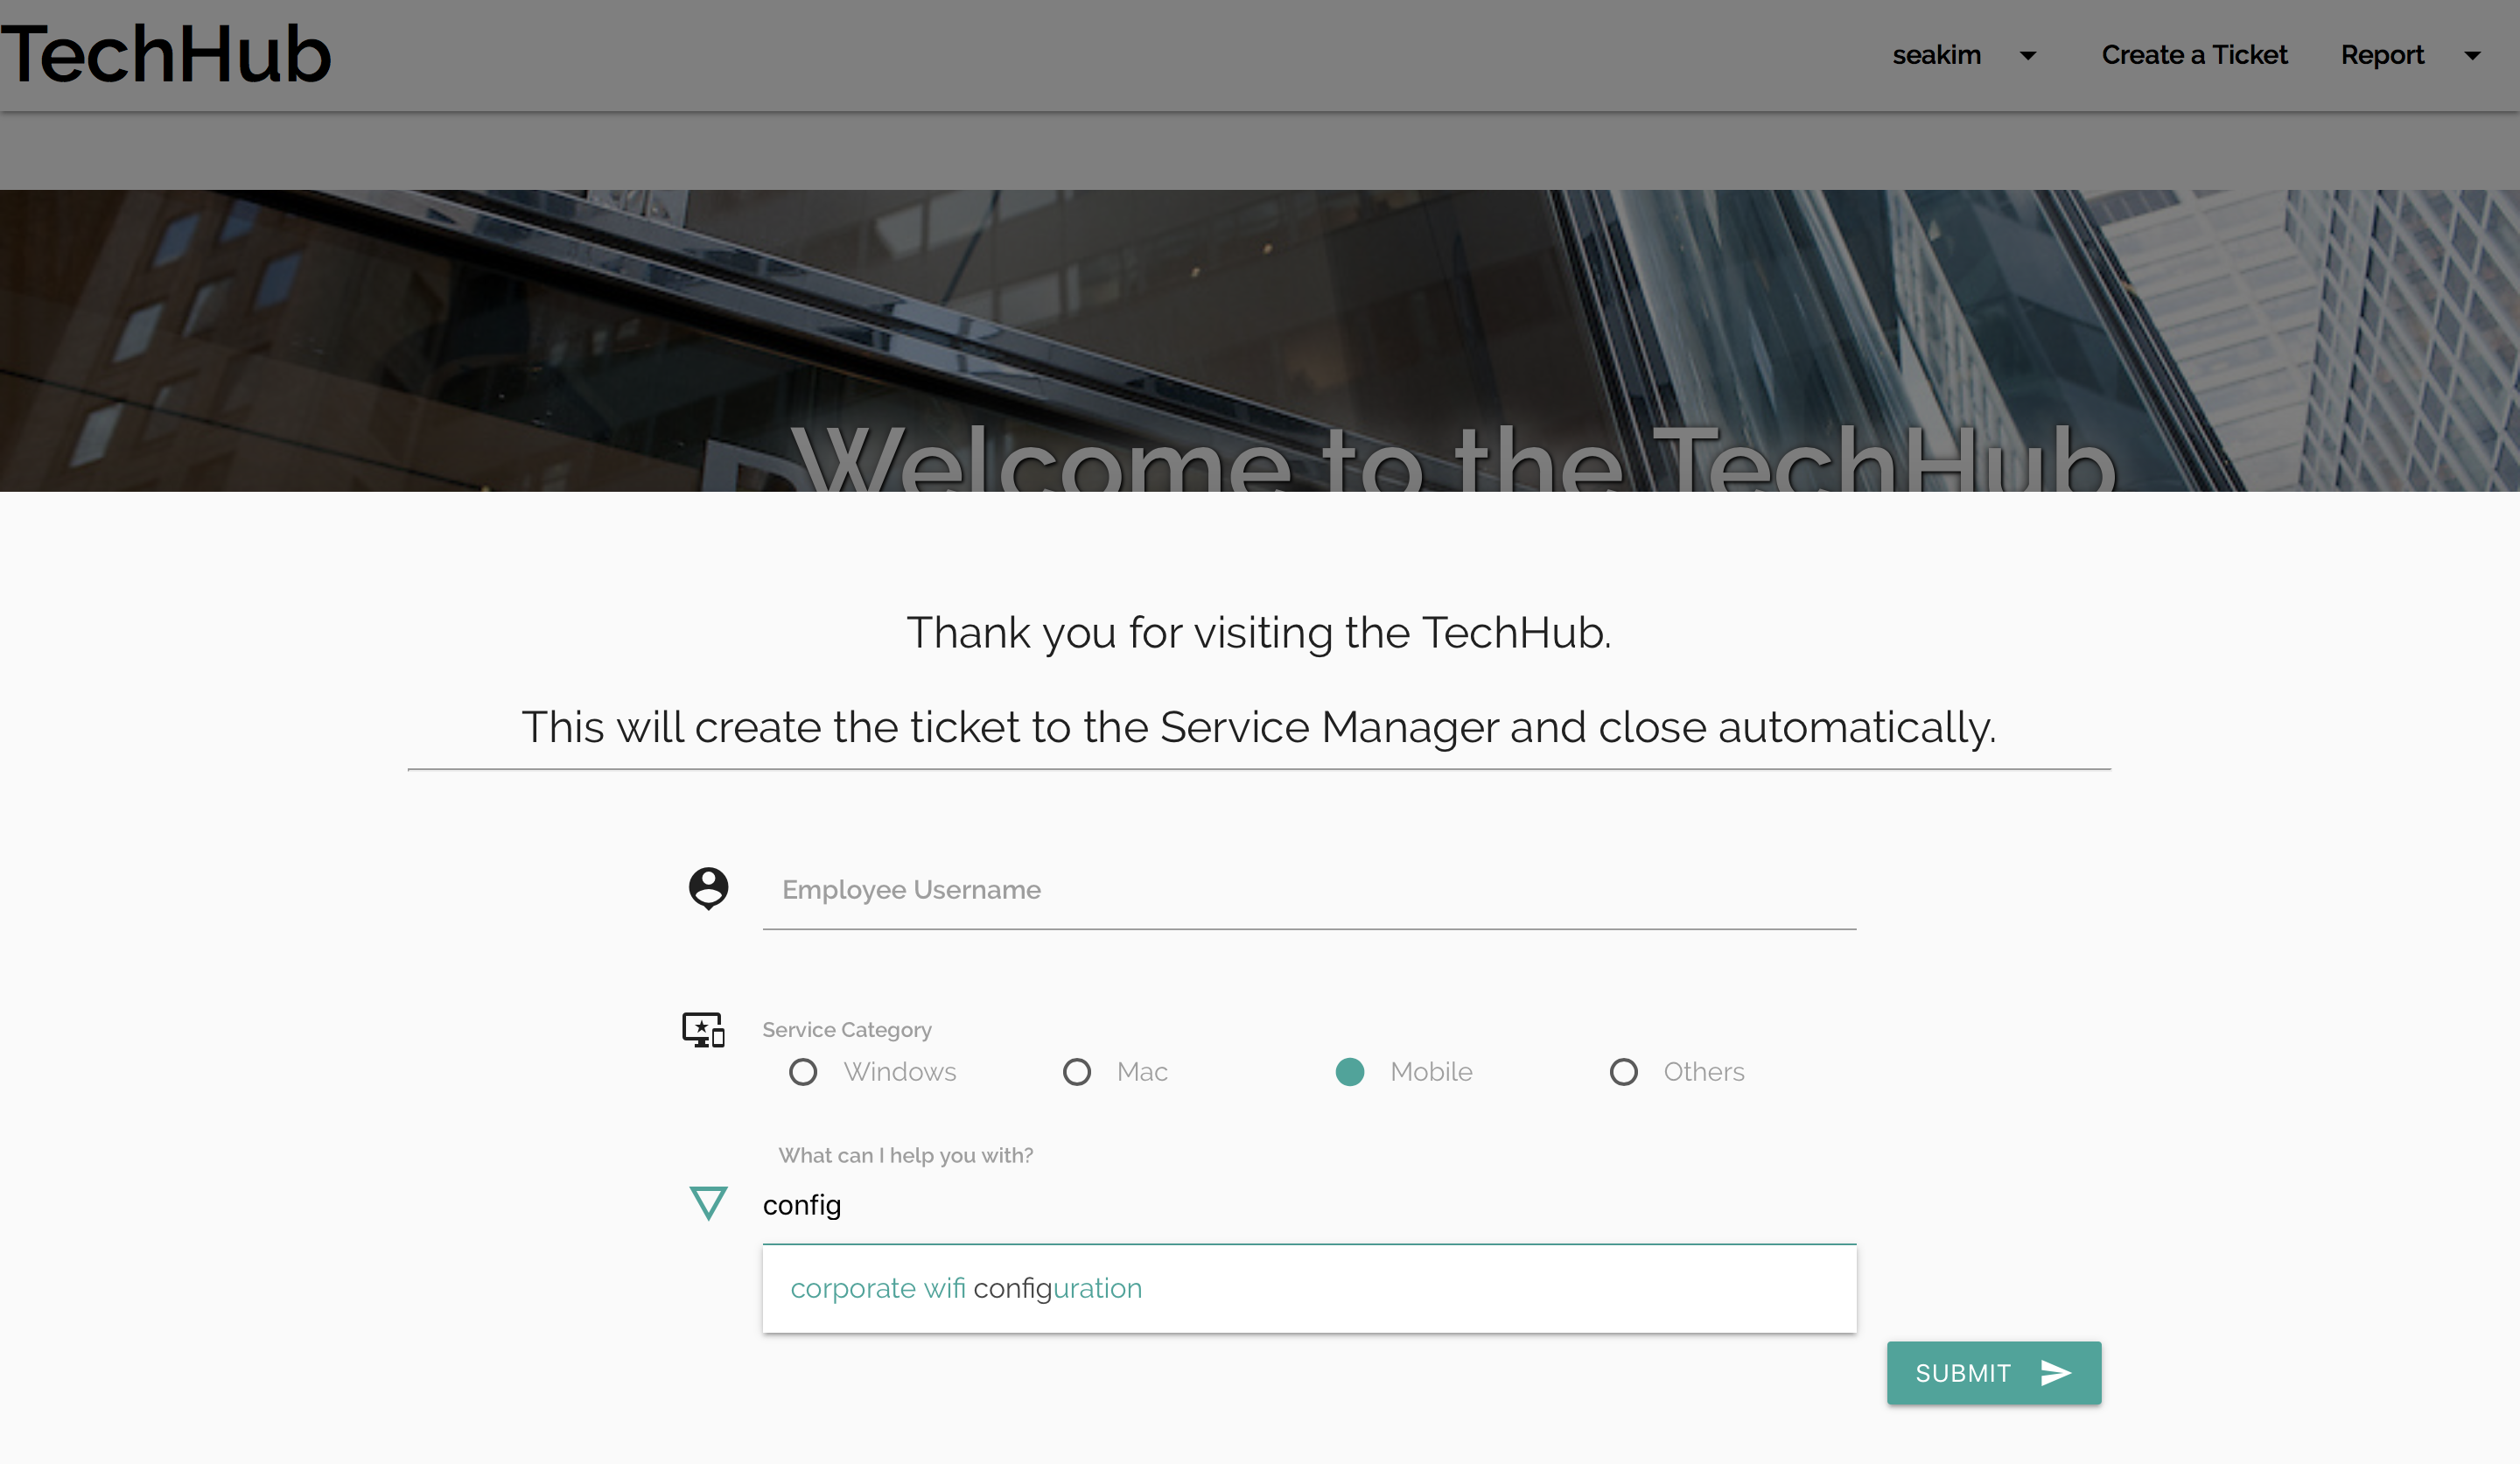 TechHub
seakim Create a Ticket Report
Welcome to the TechHub
Thank you for visiting the TechHub.
This will create the ticket to the Service Manager and close automatically.
Employee Username
Service Category
Windows Mac Mobile Others
What can I help you with?
config
corporate wifi configuration
SUBMIT